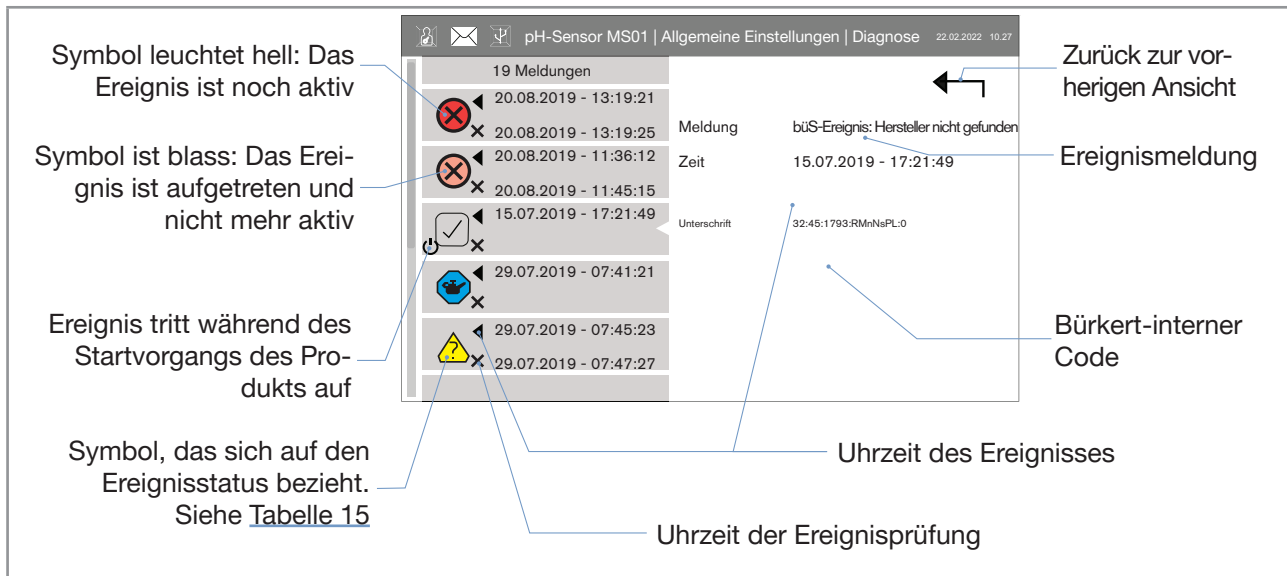 pH-Sensor MS01 | Allgemeine Einstellungen | Diagnose 22.02.2022 10.27
Symbol leuchtet hell: Das
Ereignis ist noch aktiv
Symbol ist blass: Das Erei-
gnis ist aufgetreten und
nicht mehr aktiv
Ereignis tritt während des
Startvorgangs des Pro-
dukts auf
Symbol, das sich auf den
Ereignisstatus bezieht.
Siehe Tabelle 15
19 Meldungen
20.08.2019 - 13:19:21
20.08.2019 - 13:19:25
20.08.2019 - 11:36:12
20.08.2019 - 11:45:15
15.07.2019 - 17:21:49
29.07.2019 - 07:41:21
29.07.2019 - 07:45:23
29.07.2019 - 07:47:27
Meldung büS-Ereignis: Hersteller nicht gefunden
Zeit 15.07.2019 - 17:21:49
Unterschrift 32:45:1793:RMnNsPL:0
Zurück zur vor-
herigen Ansicht
Ereignismeldung
Bürkert-interner
Code
Uhrzeit des Ereignisses
Uhrzeit der Ereignisprüfung